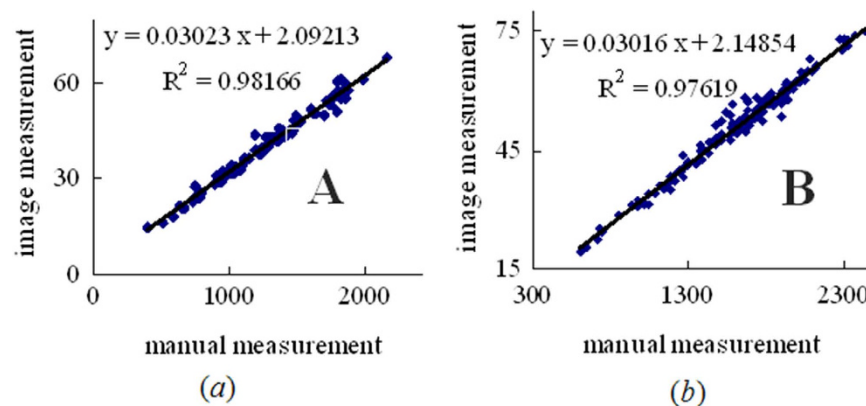 y = 0.03023 x + 2.09213
R² = 0.98166
image measurement
60
30
0
0 1000 2000
A
manual measurement
(a)
y = 0.03016 x + 2.14854
R² = 0.97619
image measurement
75
45
15
300 1300 2300
B
manual measurement
(b)